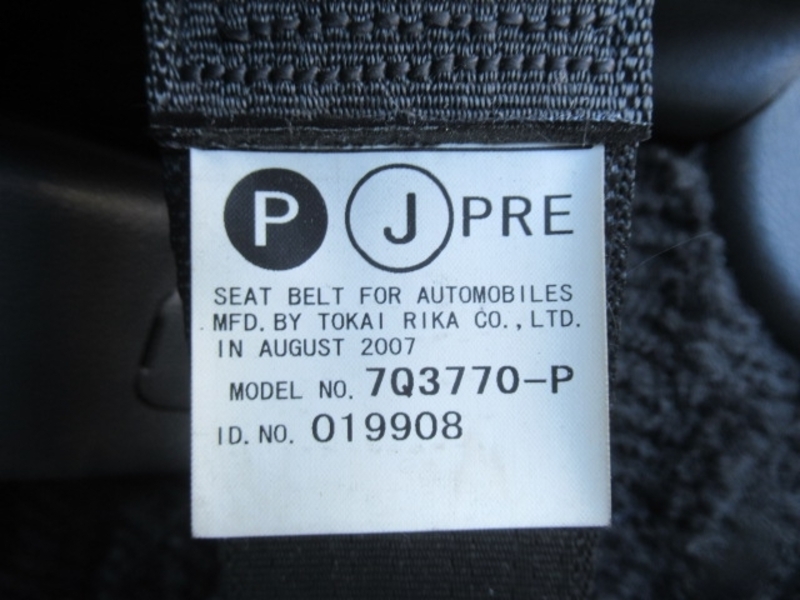 P J PRE
SEAT BELT FOR AUTOMOBILES
MFD. BY TOKAI RIKA CO., LTD.
IN AUGUST 2007
MODEL NO. 7Q3770-P
ID. NO. 019908